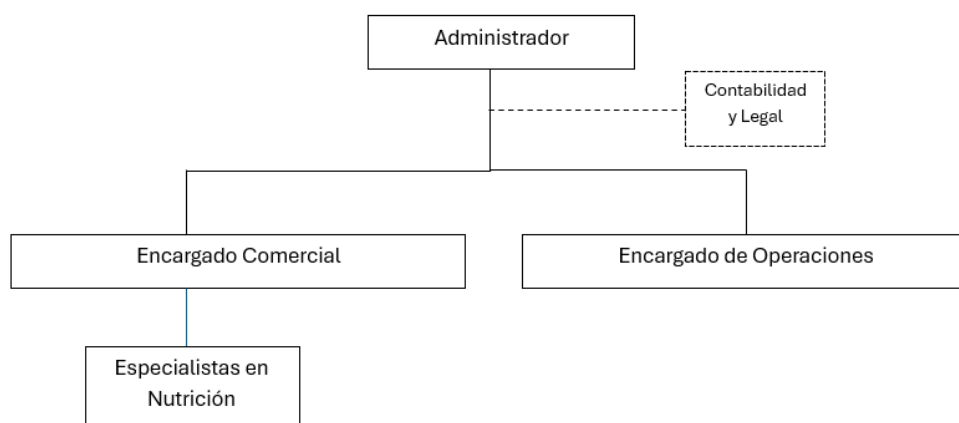 Administrador
Contabilidad
y Legal
Encargado Comercial
Encargado de Operaciones
Especialistas en
Nutrición